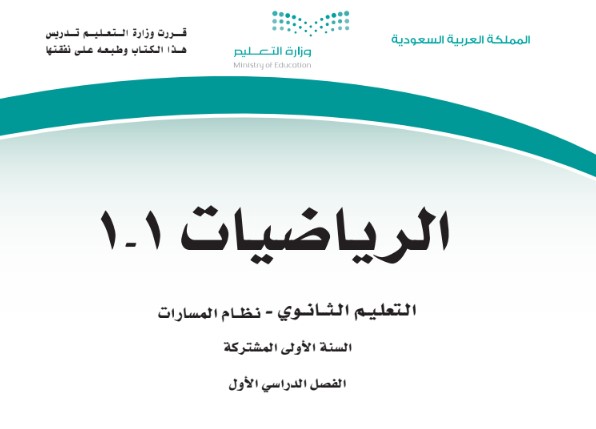 المملكة العربية السعودية
وزارة التعليم
Ministry of Education
قررت وزارة التعليم تدريس
هذا الكتاب وطبعه على نفقتها
الرياضيات ١-١
التعليم الثانوي - نظام المسارات
السنة الأولى المشتركة
الفصل الدراسي الأول